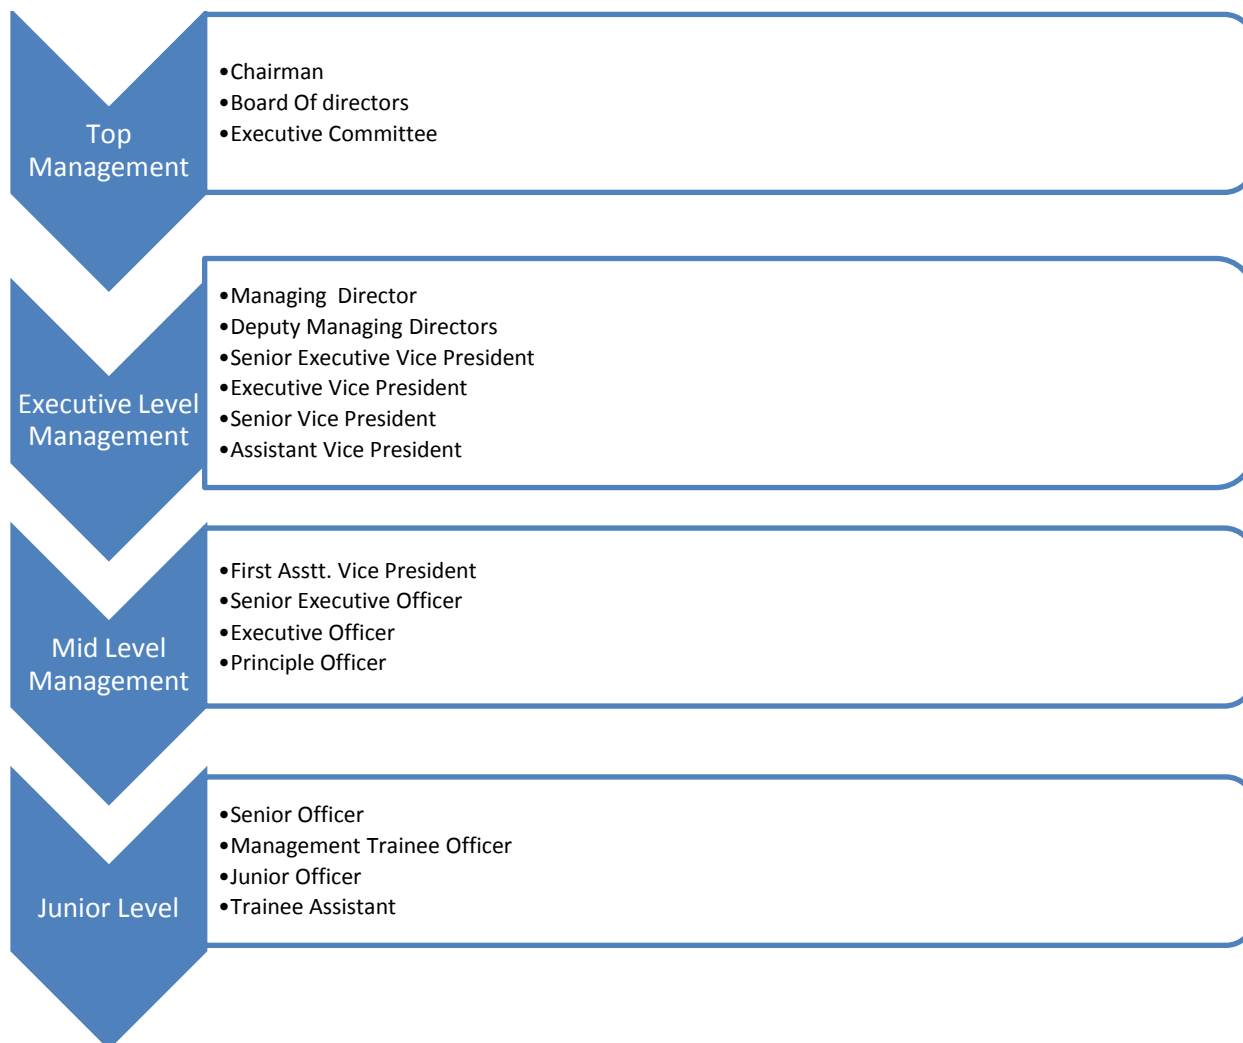 Top
Management
•Chairman
•Board Of directors
•Executive Committee
Executive Level
Management
•Managing  Director
•Deputy Managing Directors
•Senior Executive Vice President
•Executive Vice President
•Senior Vice President
•Assistant Vice President
Mid Level
Management
•First Asstt. Vice President
•Senior Executive Officer
•Executive Officer
•Principle Officer
Junior Level
•Senior Officer
•Management Trainee Officer
•Junior Officer
•Trainee Assistant